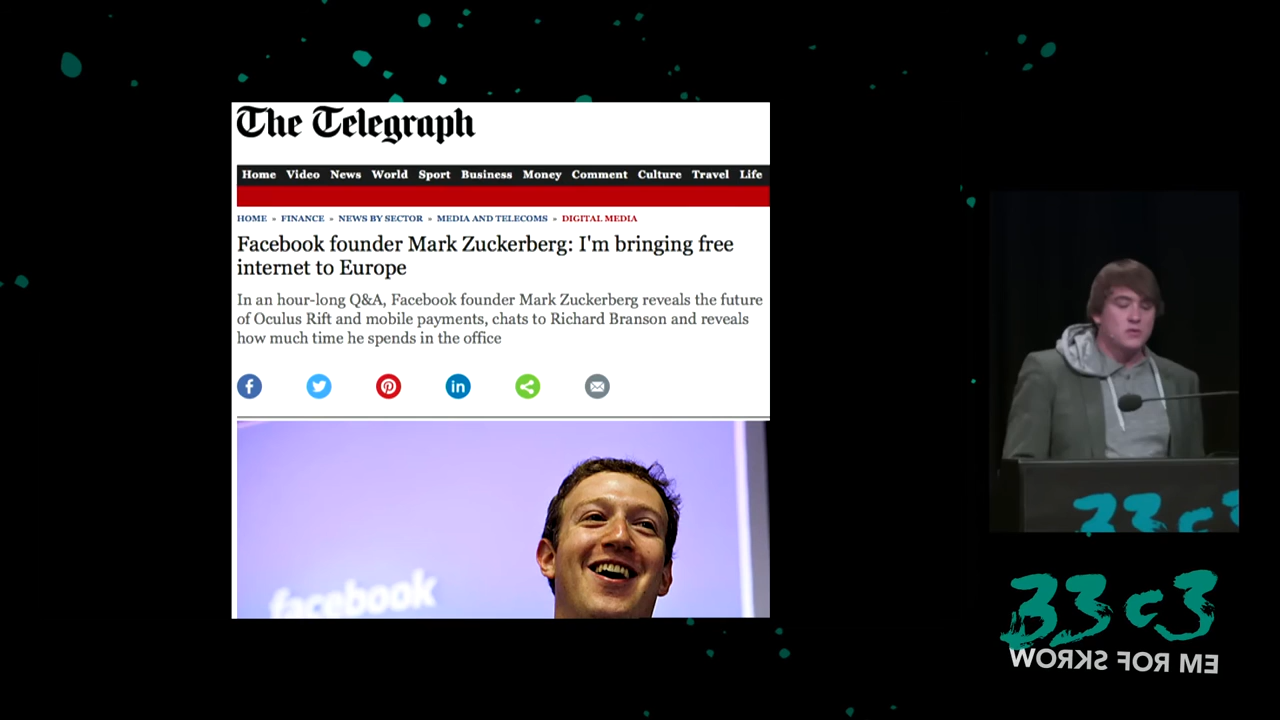 The Telegraph
Home Video News World Sport Business Money Comment Culture Travel Life
HOME » FINANCE » NEWS BY SECTOR » MEDIA AND TELECOMS » DIGITAL MEDIA
Facebook founder Mark Zuckerberg: I'm bringing free
internet to Europe
In an hour-long Q&A, Facebook founder Mark Zuckerberg reveals the future
of Oculus Rift and mobile payments, chats to Richard Branson and reveals
how much time he spends in the office
facebook
33c3
33c3
WORKS FOR ME